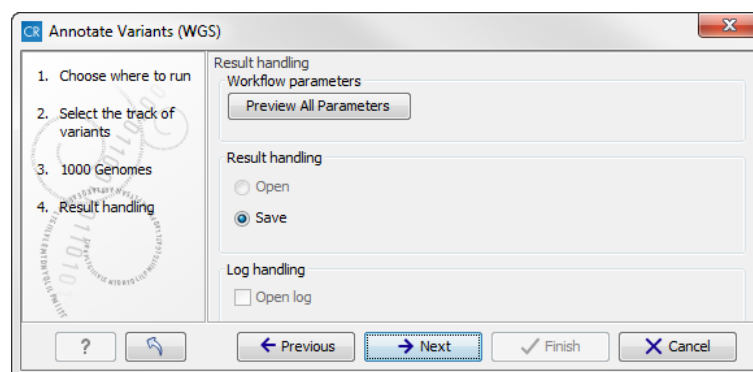 CR Annotate Variants (WGS)
1. Choose where to run
2. Select the track of
variants
3. 1000 Genomes
4. Result handling
Result handling
Workflow parameters
Preview All Parameters
Result handling
Open
Save
Log handling
Open log
?
Previous
Next
Finish
Cancel